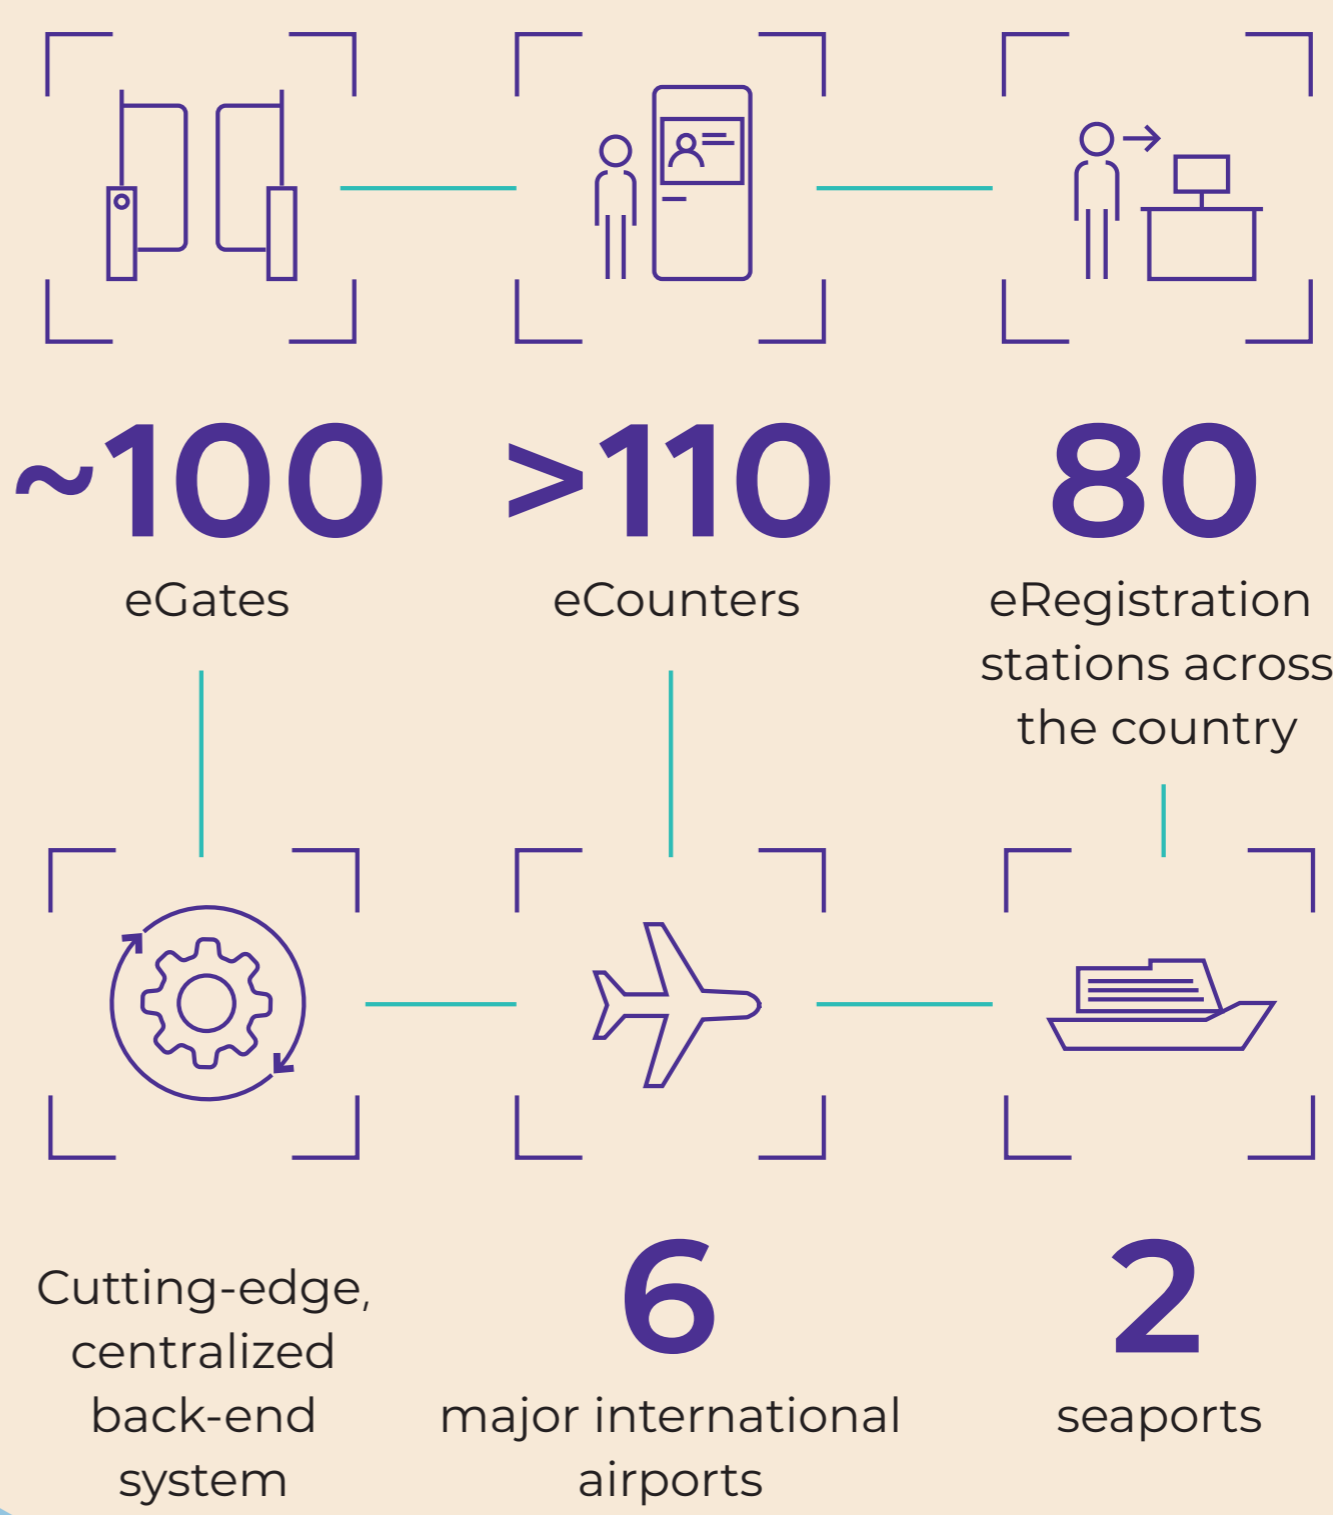 ~100
eGates
>110
eCounters
80
eRegistration
stations across
the country
Cutting-edge,
centralized
back-end
system
6
major international
airports
2
seaports